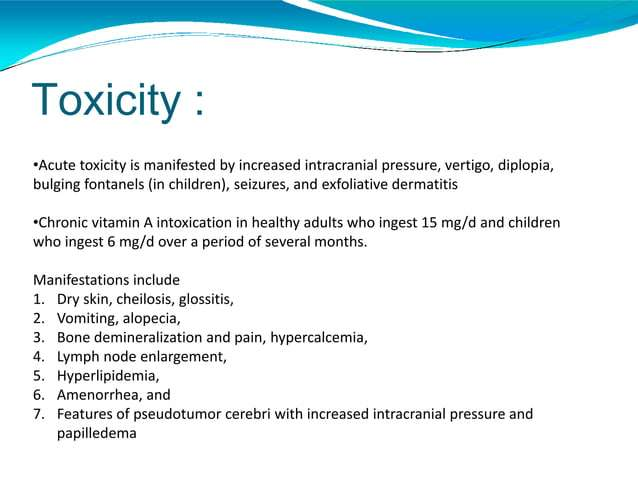 Toxicity :
•Acute toxicity is manifested by increased intracranial pressure, vertigo, diplopia,
bulging fontanels (in children), seizures, and exfoliative dermatitis
•Chronic vitamin A intoxication in healthy adults who ingest 15 mg/d and children
who ingest 6 mg/d over a period of several months.
Manifestations include
1. Dry skin, cheilosis, glossitis,
2. Vomiting, alopecia,
3. Bone demineralization and pain, hypercalcemia,
4. Lymph node enlargement,
5. Hyperlipidemia,
6. Amenorrhea, and
7. Features of pseudotumor cerebri with increased intracranial pressure and
papilledema